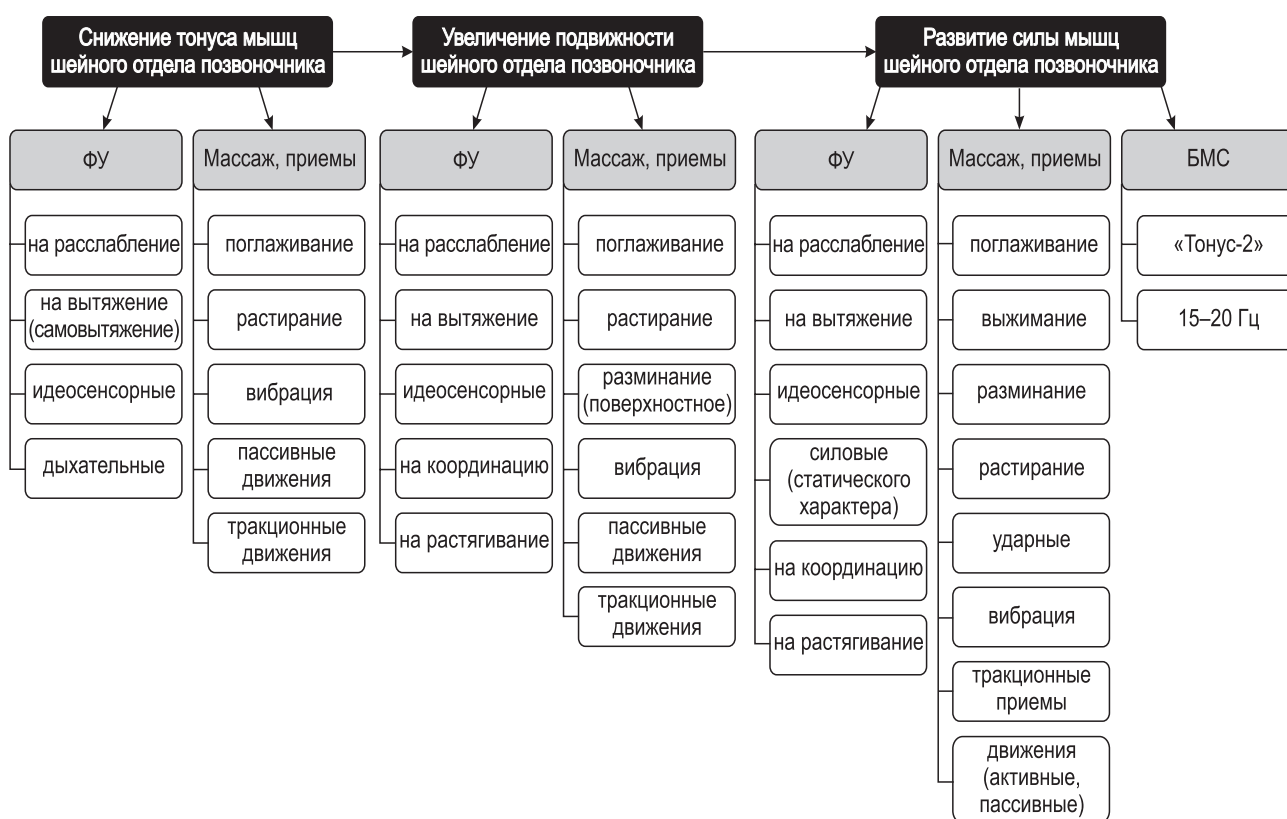 Снижение тонуса мышц
шейного отдела позвоночника
Увеличение подвижности
шейного отдела позвоночника
Развитие силы мышц
шейного отдела позвоночника
ФУ
на расслабление
на вытяжение
(самовытяжение)
идеосенсорные
дыхательные
Массаж, приемы
поглаживание
растирание
вибрация
пассивные
движения
тракционные
движения
ФУ
на расслабление
на вытяжение
идеосенсорные
на координацию
на растягивание
Массаж, приемы
поглаживание
растирание
разминание
(поверхностное)
вибрация
пассивные
движения
тракционные
движения
ФУ
на расслабление
на вытяжение
идеосенсорные
силовые
(статического
характера)
на координацию
на растягивание
Массаж, приемы
поглаживание
выжимание
разминание
растирание
ударные
вибрация
тракционные
приемы
движения
(активные,
пассивные)
БМС
«Тонус-2»
15–20 Гц